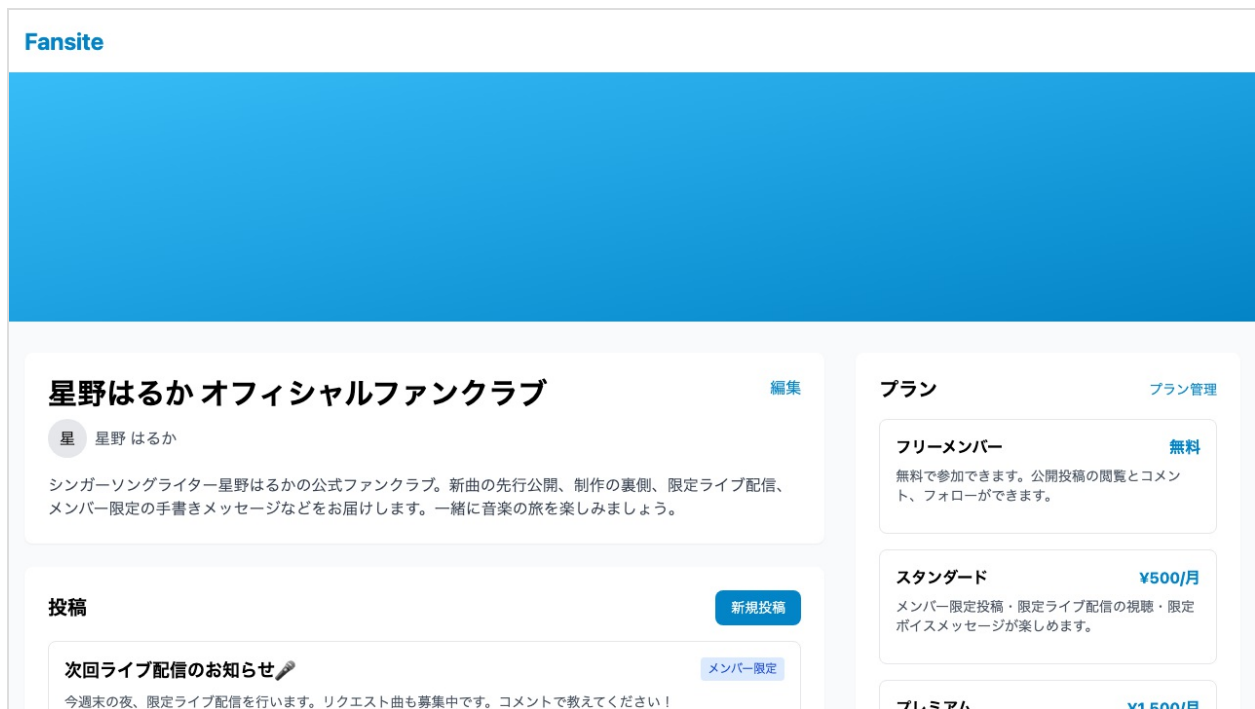 Fansite
星野はるか オフィシャルファンクラブ
編集
星
星野 はるか
シンガーソングライター星野はるかの公式ファンクラブ。新曲の先行公開、制作の裏側、限定ライブ配信、
メンバー限定の手書きメッセージなどをお届けします。一緒に音楽の旅を楽しみましょう。
投稿
新規投稿
次回ライブ配信のお知らせ🎤
メンバー限定
今週末の夜、限定ライブ配信を行います。リクエスト曲も募集中です。コメントで教えてください！
プラン
プラン管理
フリーメンバー
無料
無料で参加できます。公開投稿の閲覧とコメン
ト、フォローができます。
スタンダード
¥500/月
メンバー限定投稿・限定ライブ配信の視聴・限定
ボイスメッセージが楽しめます。
プレミアム
¥1,500/月